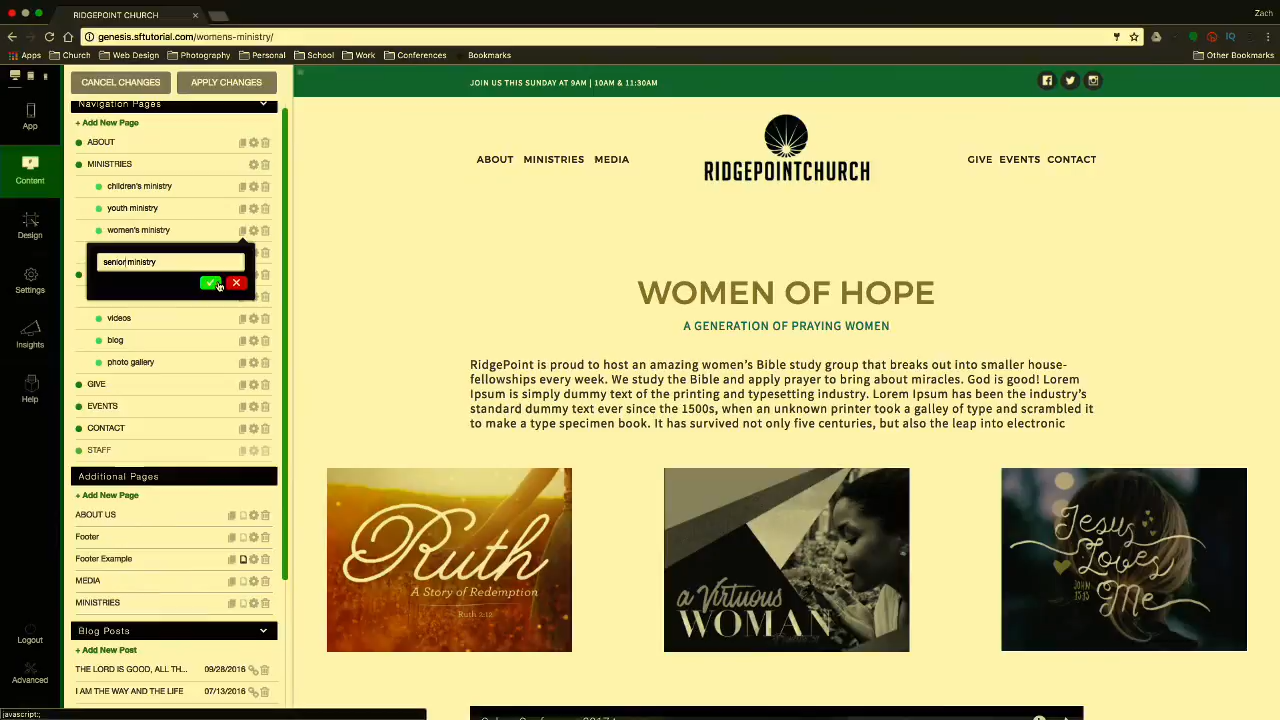 RIDGEPOINT CHURCH
Zach
genesis.sftutorial.com/womens-ministry/
Apps Church Web Design Photography Personal School Work Conferences Bookmarks Other Bookmarks
CANCEL CHANGES APPLY CHANGES
Navigation Pages
+ Add New Page
ABOUT
MINISTRIES
children's ministry
youth ministry
women's ministry
senior ministry
videos
blog
photo gallery
GIVE
EVENTS
CONTACT
STAFF
Additional Pages
+ Add New Page
ABOUT US
Footer
Footer Example
MEDIA
MINISTRIES
Blog Posts
+ Add New Post
THE LORD IS GOOD, ALL TH... 09/28/2016
I AM THE WAY AND THE LIFE 07/13/2016
App
Content
Design
Settings
Insights
Help
Logout
Advanced
javascript:;
JOIN US THIS SUNDAY AT 9AM | 10AM & 11:30AM
ABOUT MINISTRIES MEDIA
RIDGEPOINTCHURCH
GIVE EVENTS CONTACT
WOMEN OF HOPE
A GENERATION OF PRAYING WOMEN
RidgePoint is proud to host an amazing women's Bible study group that breaks out into smaller house-
fellowships every week. We study the Bible and apply prayer to bring about miracles. God is good! Lorem
Ipsum is simply dummy text of the printing and typesetting industry. Lorem Ipsum has been the industry's
standard dummy text ever since the 1500s, when an unknown printer took a galley of type and scrambled it
to make a type specimen book. It has survived not only five centuries, but also the leap into electronic
Ruth
A Story of Redemption
Ruth 2:12
a Virtuous
WOMAN
Jesus
Loves
Me
JOHN